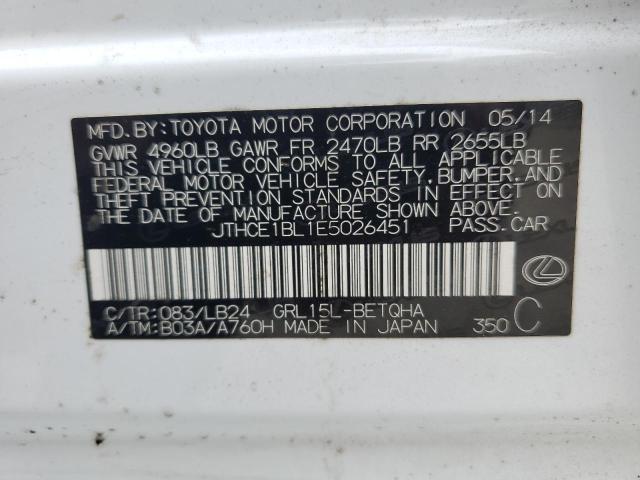 MFD.BY:TOYOTA MOTOR CORPORATION 05/14
GVWR 4960LB GAWR FR 2470LB RR 2655LB
THIS VEHICLE CONFORMS TO ALL APPLICABLE
FEDERAL MOTOR VEHICLE SAFETY,BUMPER,AND
THEFT PREVENTION STANDARDS IN EFFECT ON
THE DATE OF MANUFACTURE SHOWN ABOVE.
JTHCE1BL1E5026451 PASS.CAR
C/TR:083/LB24 GRL15L-BETQHA
A/TM:B03A/A760H MADE IN JAPAN 350 C